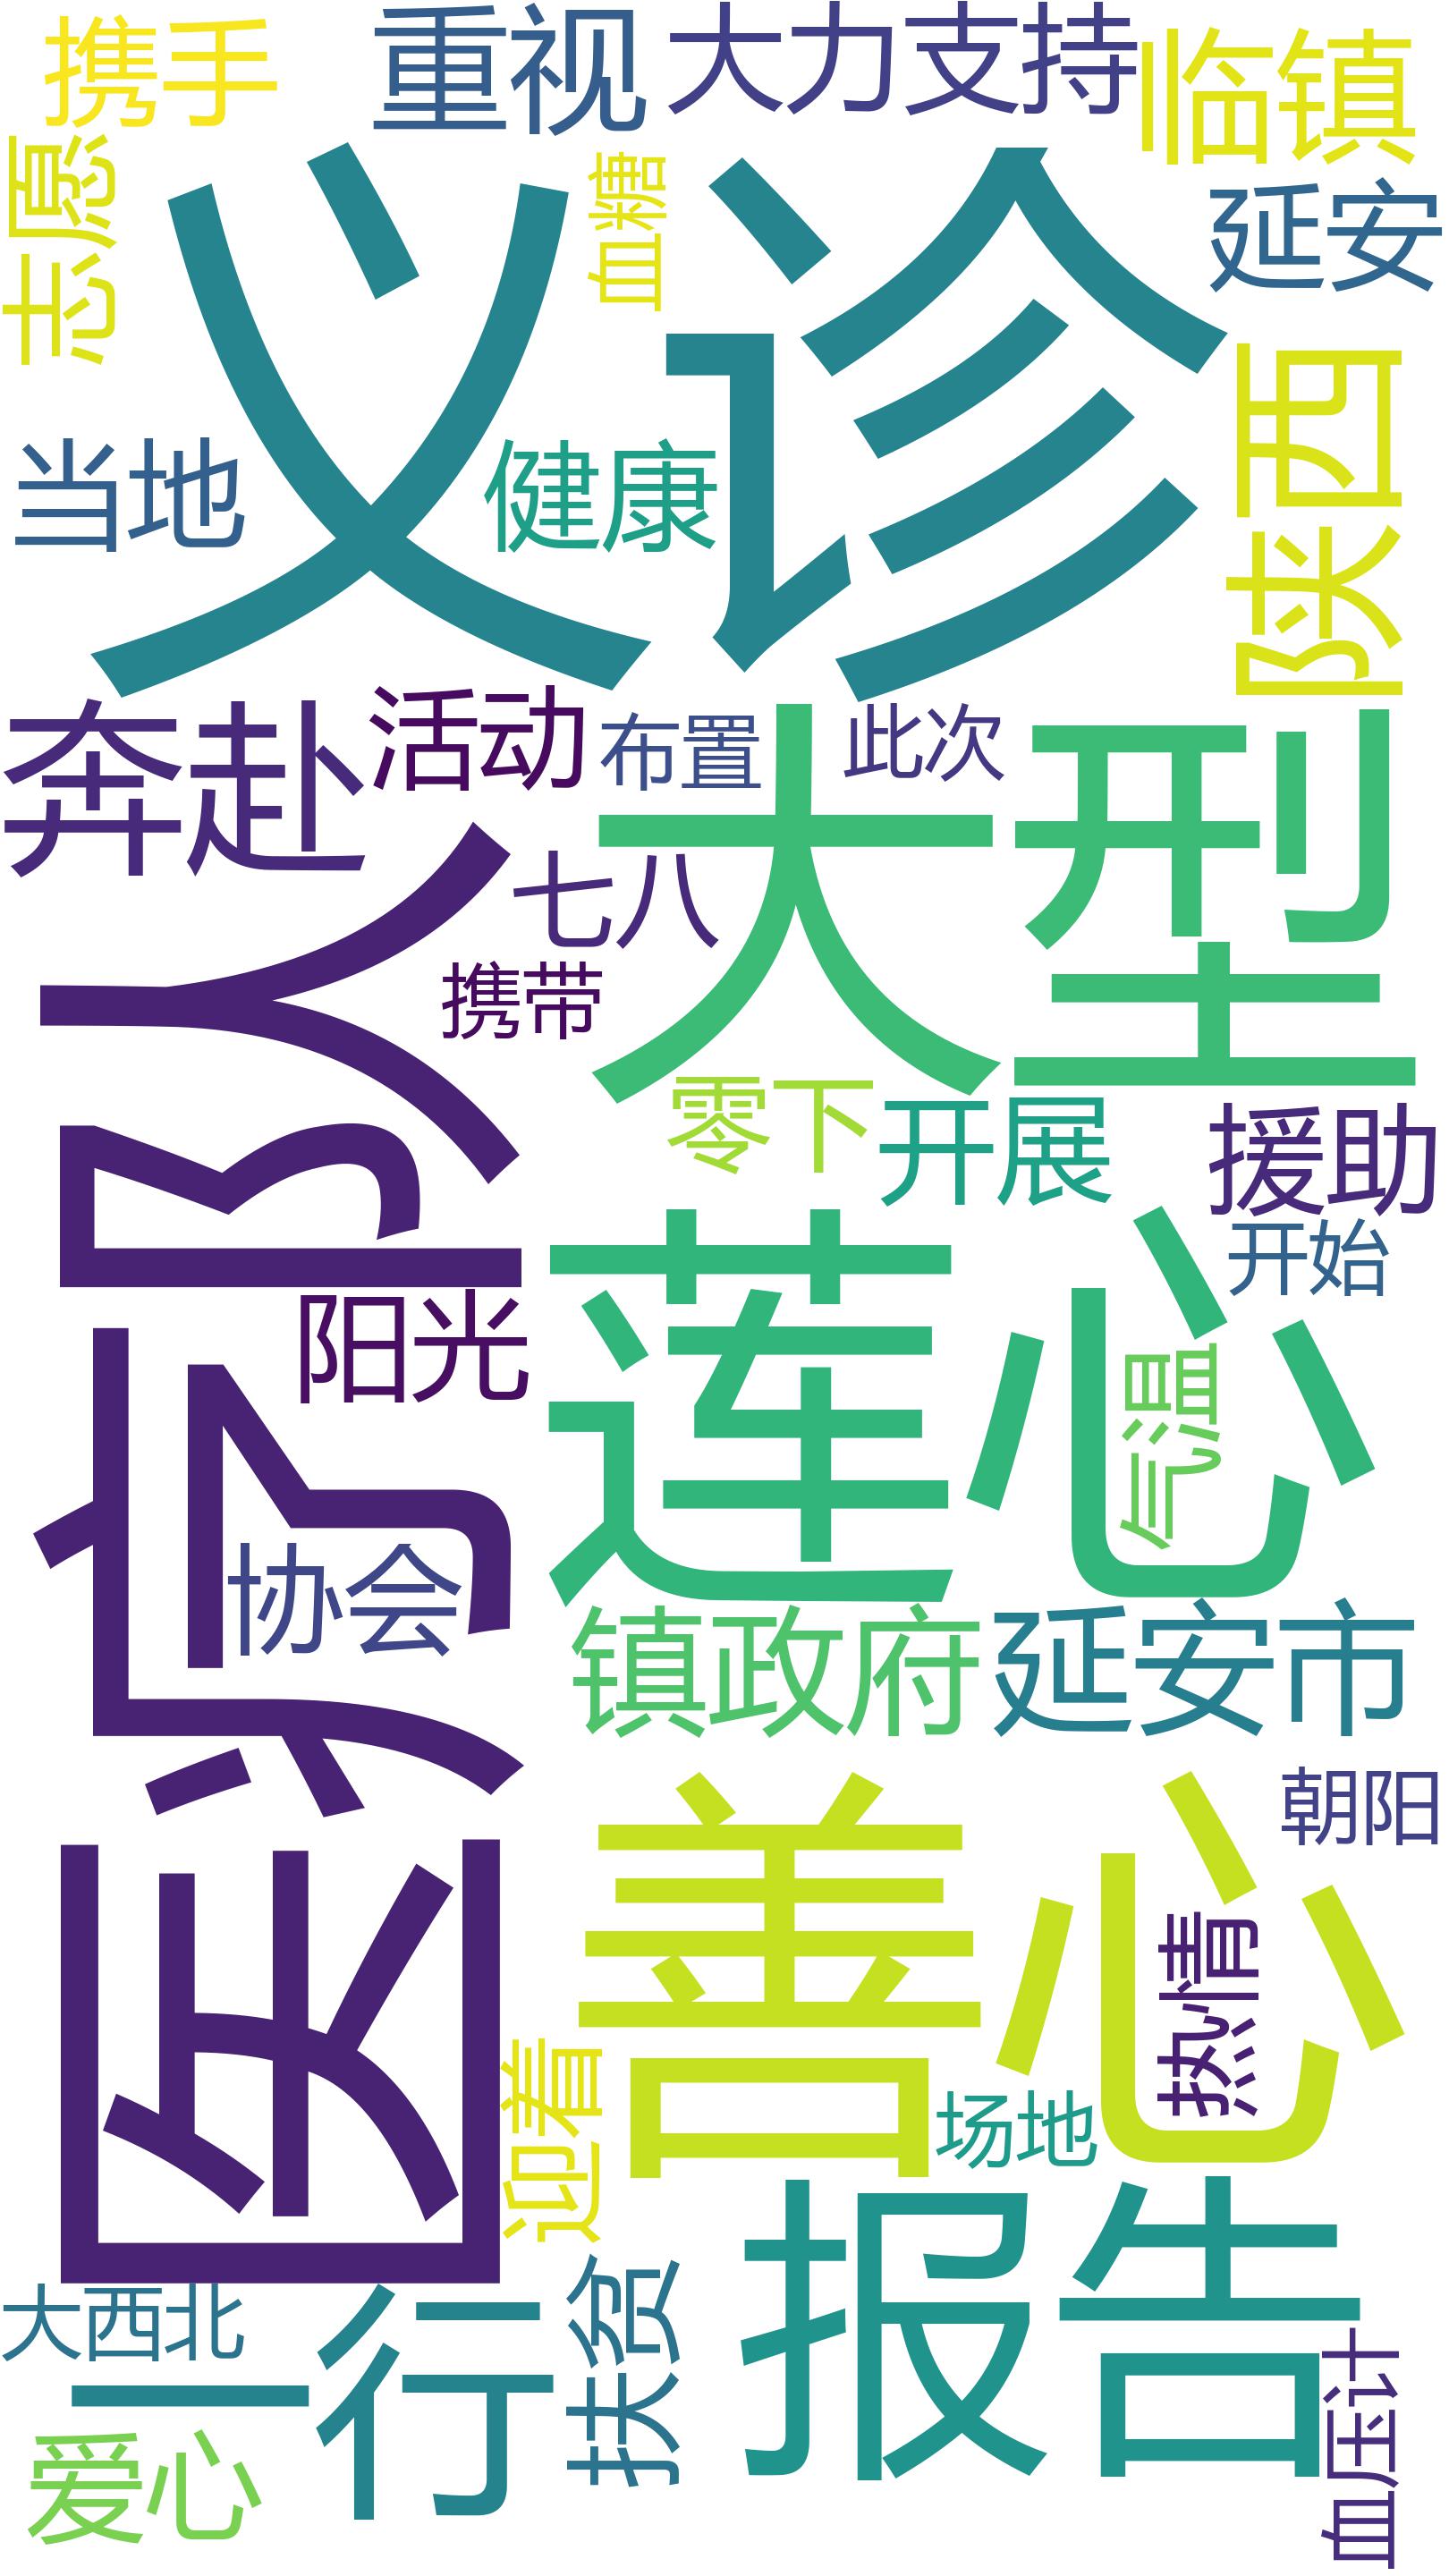 携手
重视
大力支持
临镇
志愿
血糖
延安
义诊
陕西
当地
健康
奔赴
活动
布置
此次
大型
七八
医疗队
携带
零下
开展
援助
开始
莲心
阳光
气温
协会
镇政府
延安市
朝阳
善心
热情
迎着
场地
报告
大西北
一行
扶贫
血压计
爱心